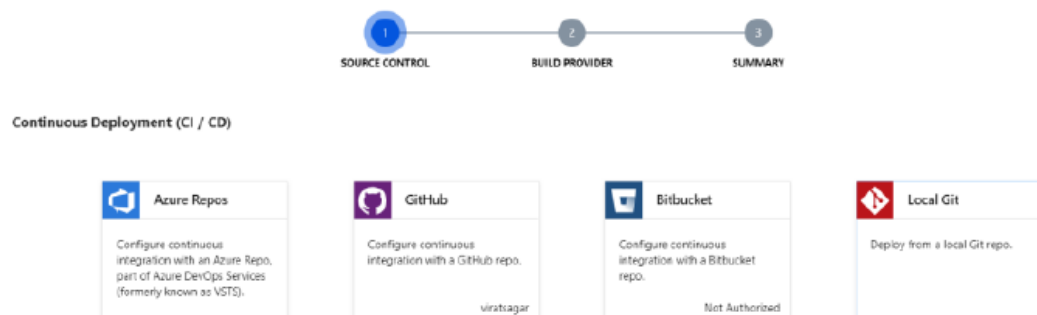 1
2
3
SOURCE CONTROL
BUILD PROVIDER
SUMMARY
Continuous Deployment (CI / CD)
Azure Repos
Configure continuous
integration with an Azure Repo,
part of Azure DevOps Services
(formerly known as VSTS).
GitHub
Configure continuous
integration with a GitHub repo.
viratsagar
Bitbucket
Configure continuous
integration with a Bitbucket
repo.
Not Authorized
Local Git
Deploy from a local Git repo.